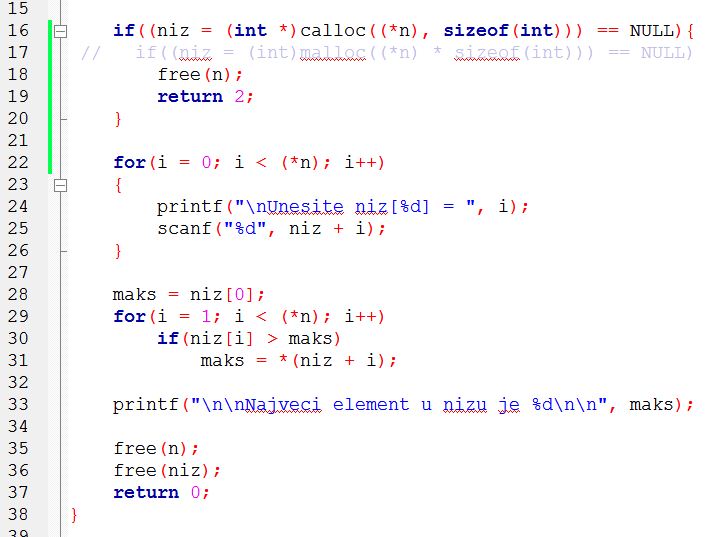 15
16 if((niz = (int *)calloc((*n), sizeof(int))) == NULL){
17 // if((niz = (int)malloc((*n) * sizeof(int))) == NULL)
18 free(n);
19 return 2;
20 }
21
22 for(i = 0; i < (*n); i++)
23 {
24 printf("\nUnesite niz[%d] = ", i);
25 scanf("%d", niz + i);
26 }
27
28 maks = niz[0];
29 for(i = 1; i < (*n); i++)
30 if(niz[i] > maks)
31 maks = *(niz + i);
32
33 printf("\n\nNajveci element u nizu je %d\n\n", maks);
34
35 free(n);
36 free(niz);
37 return 0;
38 }
39